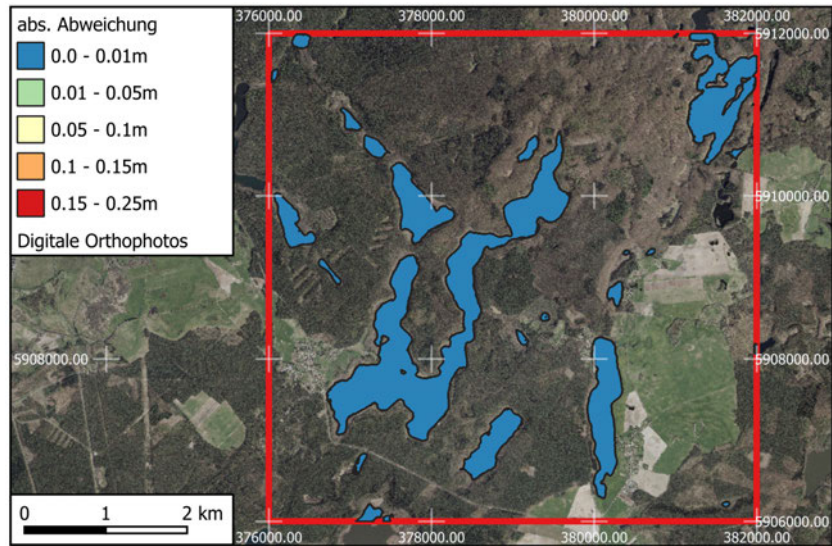 abs. Abweichung
0.0 - 0.01m
0.01 - 0.05m
0.05 - 0.1m
0.1 - 0.15m
0.15 - 0.25m
Digitale Orthophotos
376000.00 378000.00 380000.00 382000.00
5912000.00
5910000.00
5908000.00 5908000.00
5906000.00
376000.00 378000.00 380000.00 382000.00
0 1 2 km